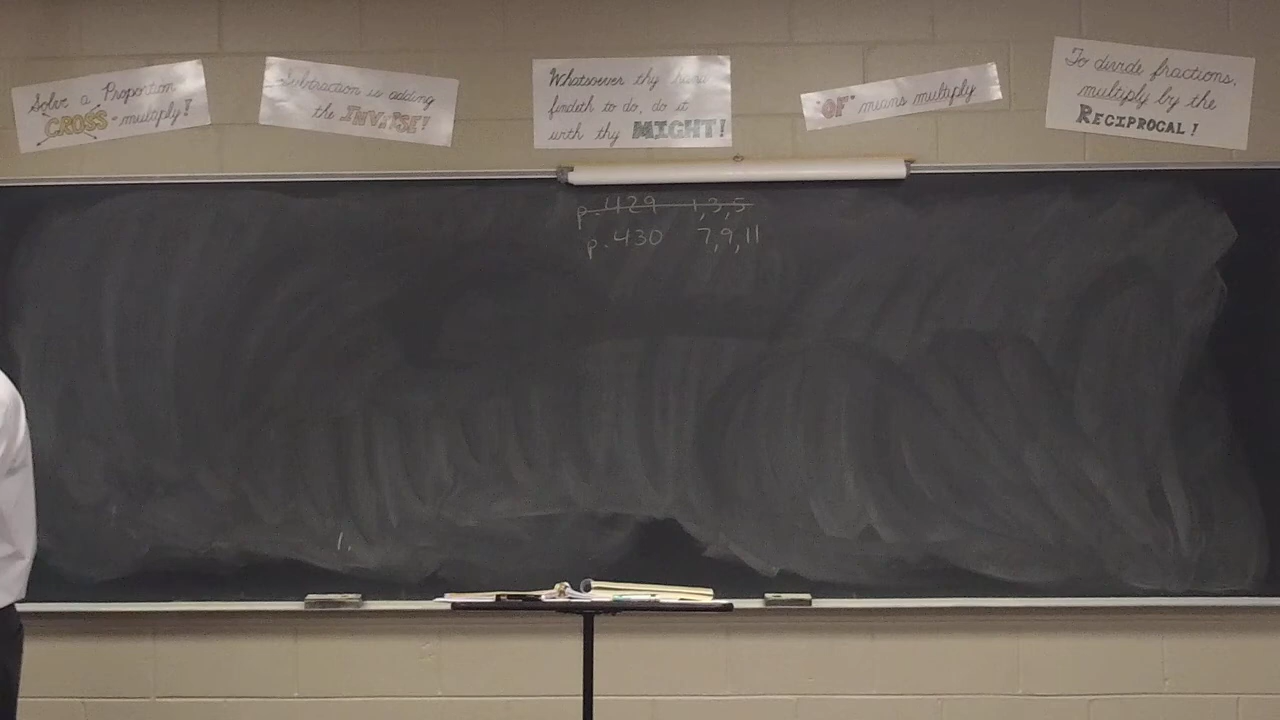 Solve a Proportion
"CROSS"-multiply!
Subtraction is adding
the INVERSE!
Whatsoever thy hand
findeth to do, do it
with thy MIGHT!
"OF" means multiply
To divide fractions,
multiply by the
RECIPROCAL!
p. 429 1, 3, 5
p. 430 7, 9, 11
1.